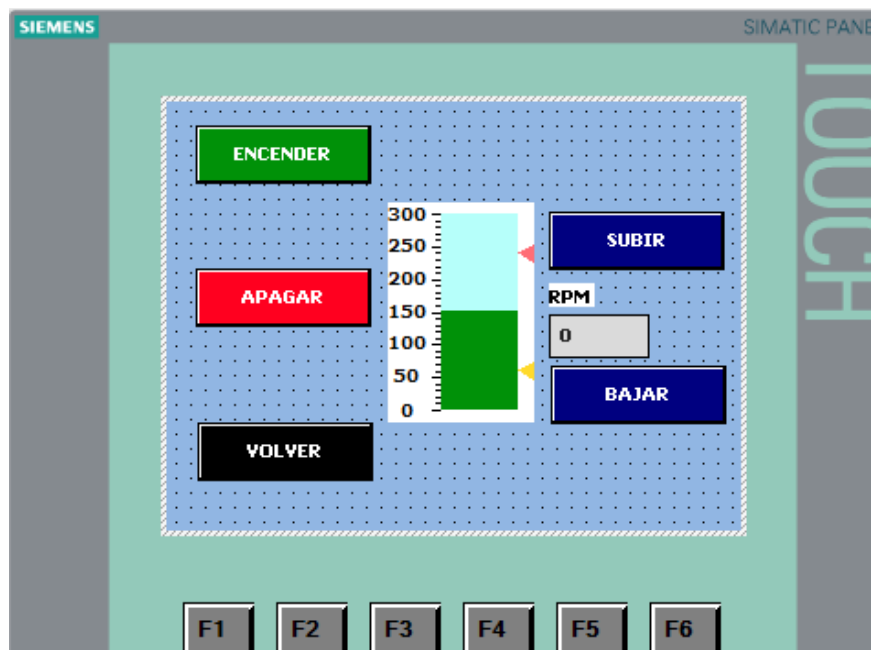 SIEMENS
SIMATIC PANE
TOUCH
ENCENDER
APAGAR
VOLVER
300
250
200
150
100
50
0
SUBIR
RPM
0
BAJAR
F1 F2 F3 F4 F5 F6